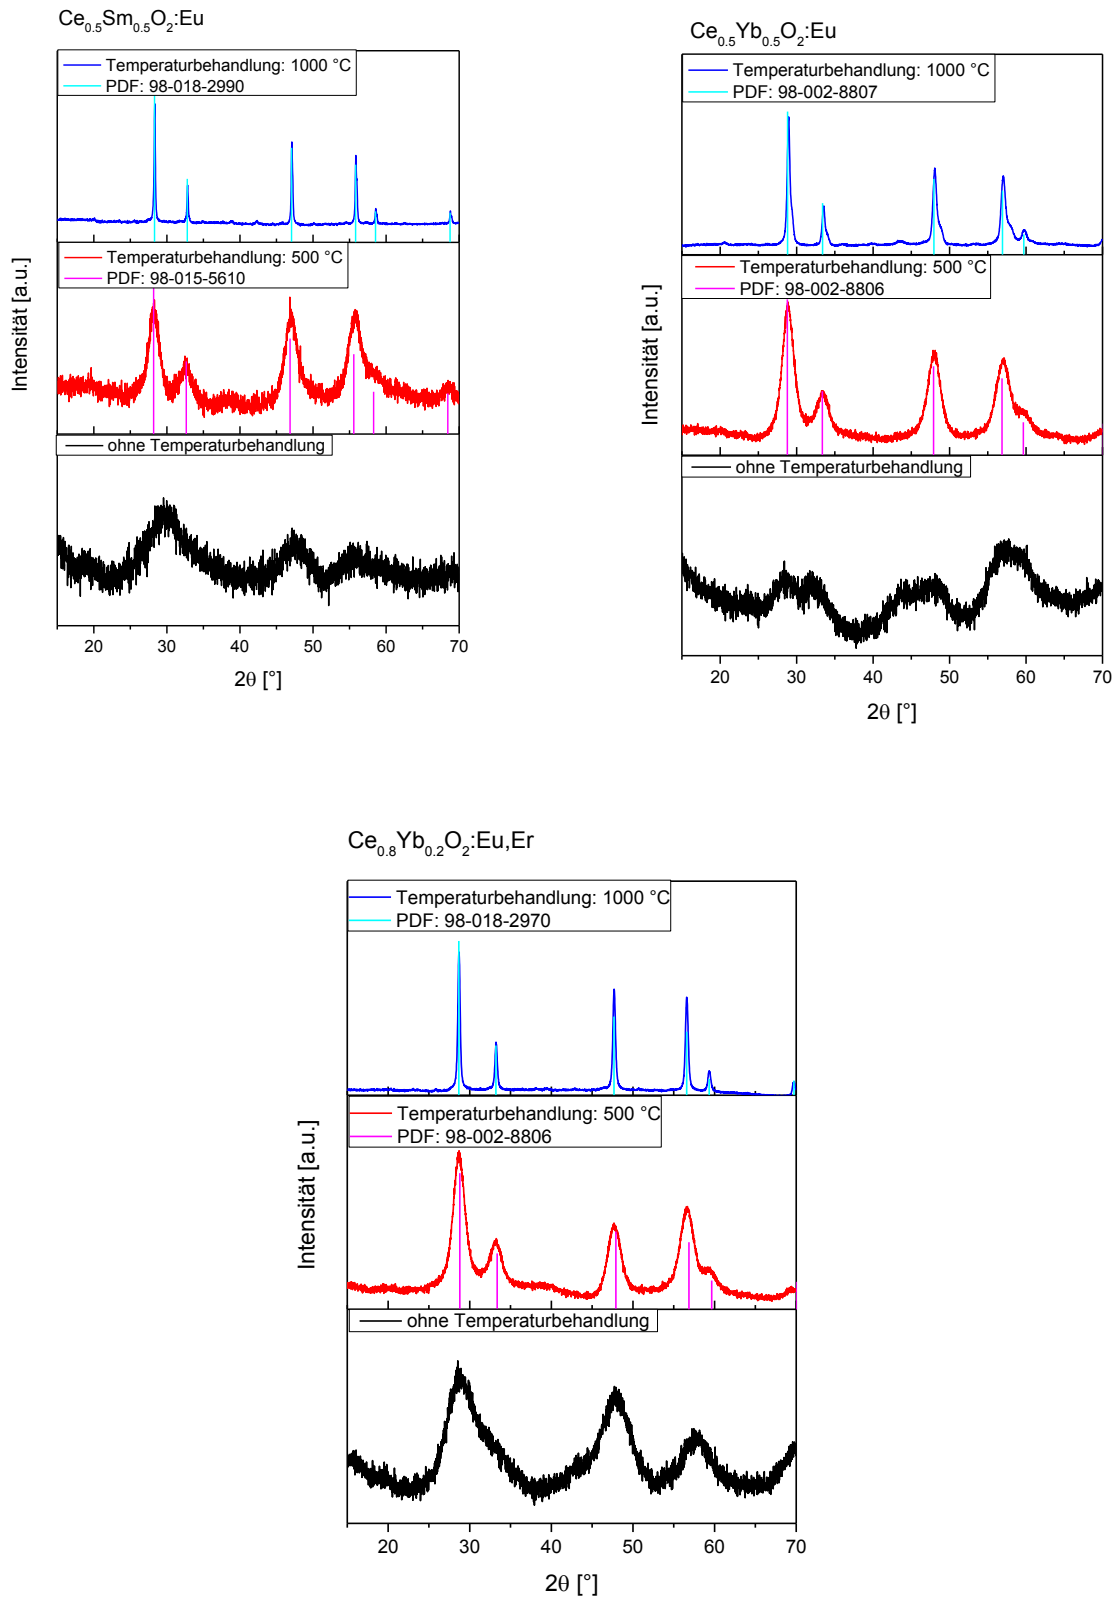 Ce₀.₅Sm₀.₅O₂:Eu
Temperaturbehandlung: 1000 °C
PDF: 98-018-2990
Temperaturbehandlung: 500 °C
PDF: 98-015-5610
ohne Temperaturbehandlung
Intensität [a.u.]
20 30 40 50 60 70
2θ [°]
Ce₀.₅Yb₀.₅O₂:Eu
Temperaturbehandlung: 1000 °C
PDF: 98-002-8807
Temperaturbehandlung: 500 °C
PDF: 98-002-8806
ohne Temperaturbehandlung
Intensität [a.u.]
20 30 40 50 60 70
2θ [°]
Ce₀.₈Yb₀.₂O₂:Eu,Er
Temperaturbehandlung: 1000 °C
PDF: 98-018-2970
Temperaturbehandlung: 500 °C
PDF: 98-002-8806
ohne Temperaturbehandlung
Intensität [a.u.]
20 30 40 50 60 70
2θ [°]